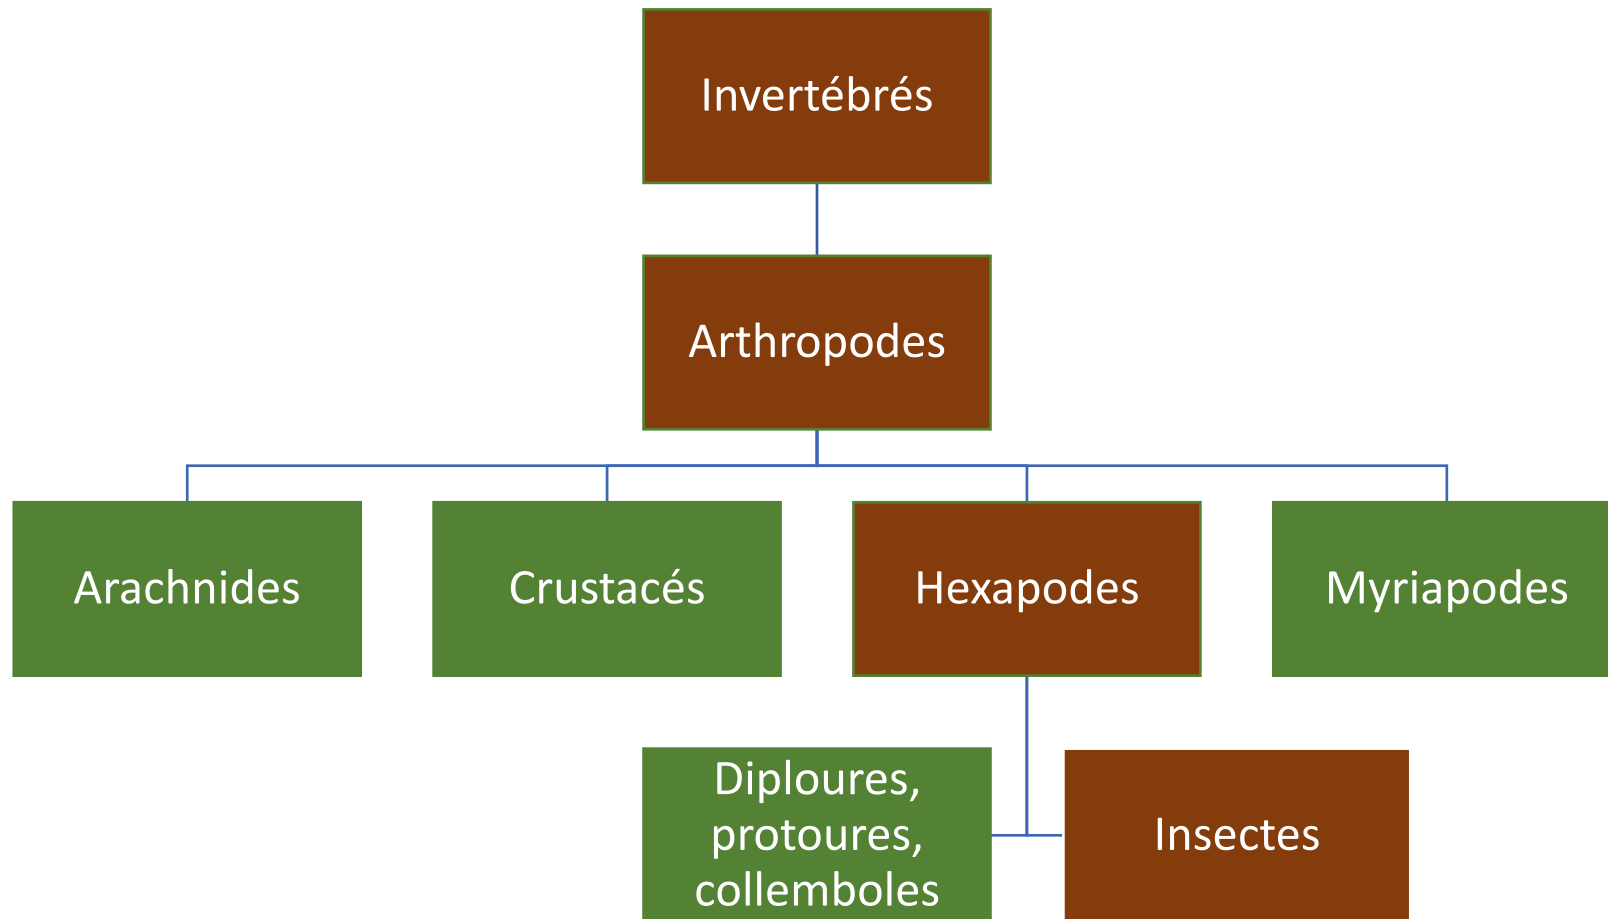 Invertébrés
Arthropodes
Arachnides
Crustacés
Hexapodes
Myriapodes
Diploures,
protoures,
collemboles
Insectes